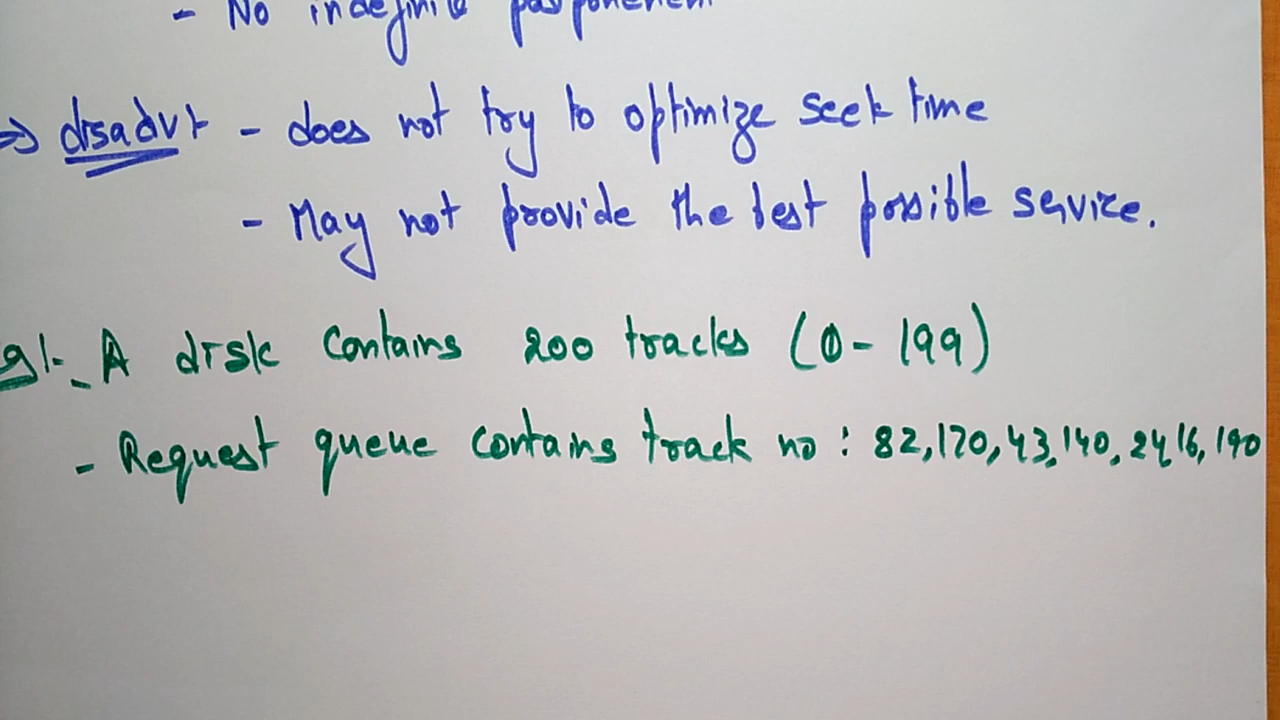 - No indefinite
⇒ disadvt - does not try to optimize seek time
- May not provide the best possible service.
eg:- - A disk contains 200 tracks (0 - 199)
- Request queue contains track no : 82,170,43,140,24,16,190